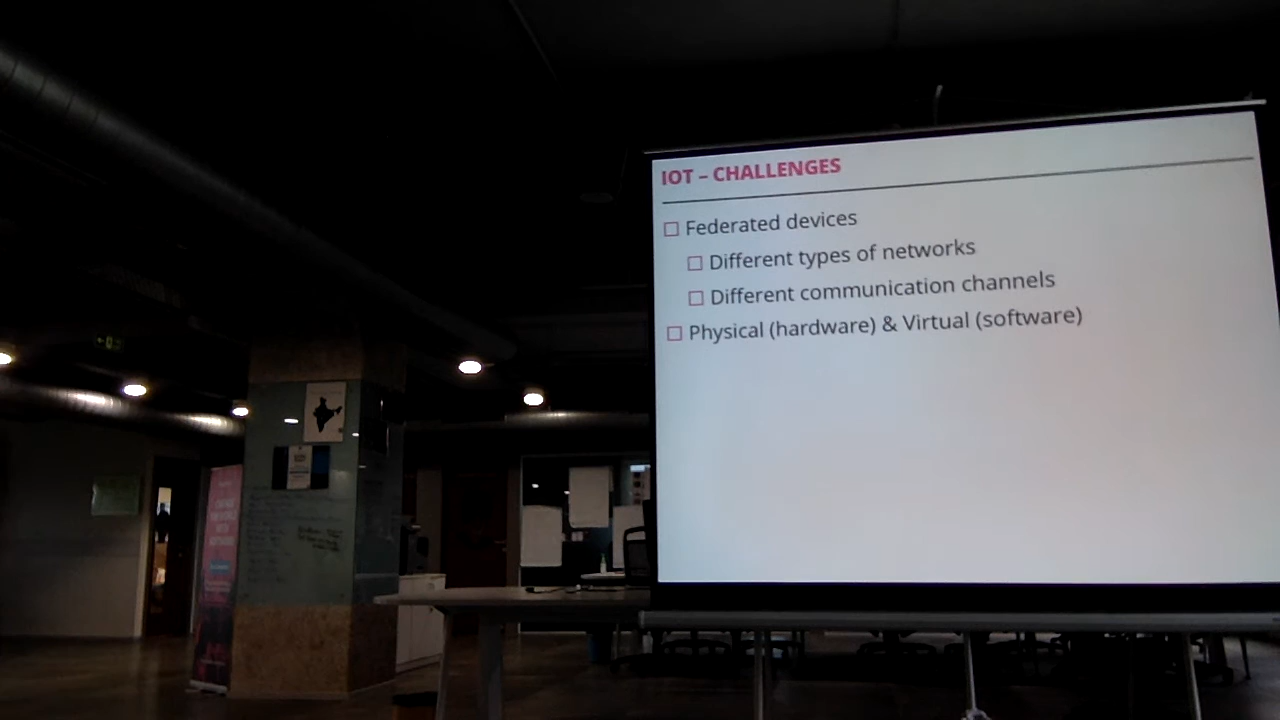 IOT – CHALLENGES
Federated devices
Different types of networks
Different communication channels
Physical (hardware) & Virtual (software)